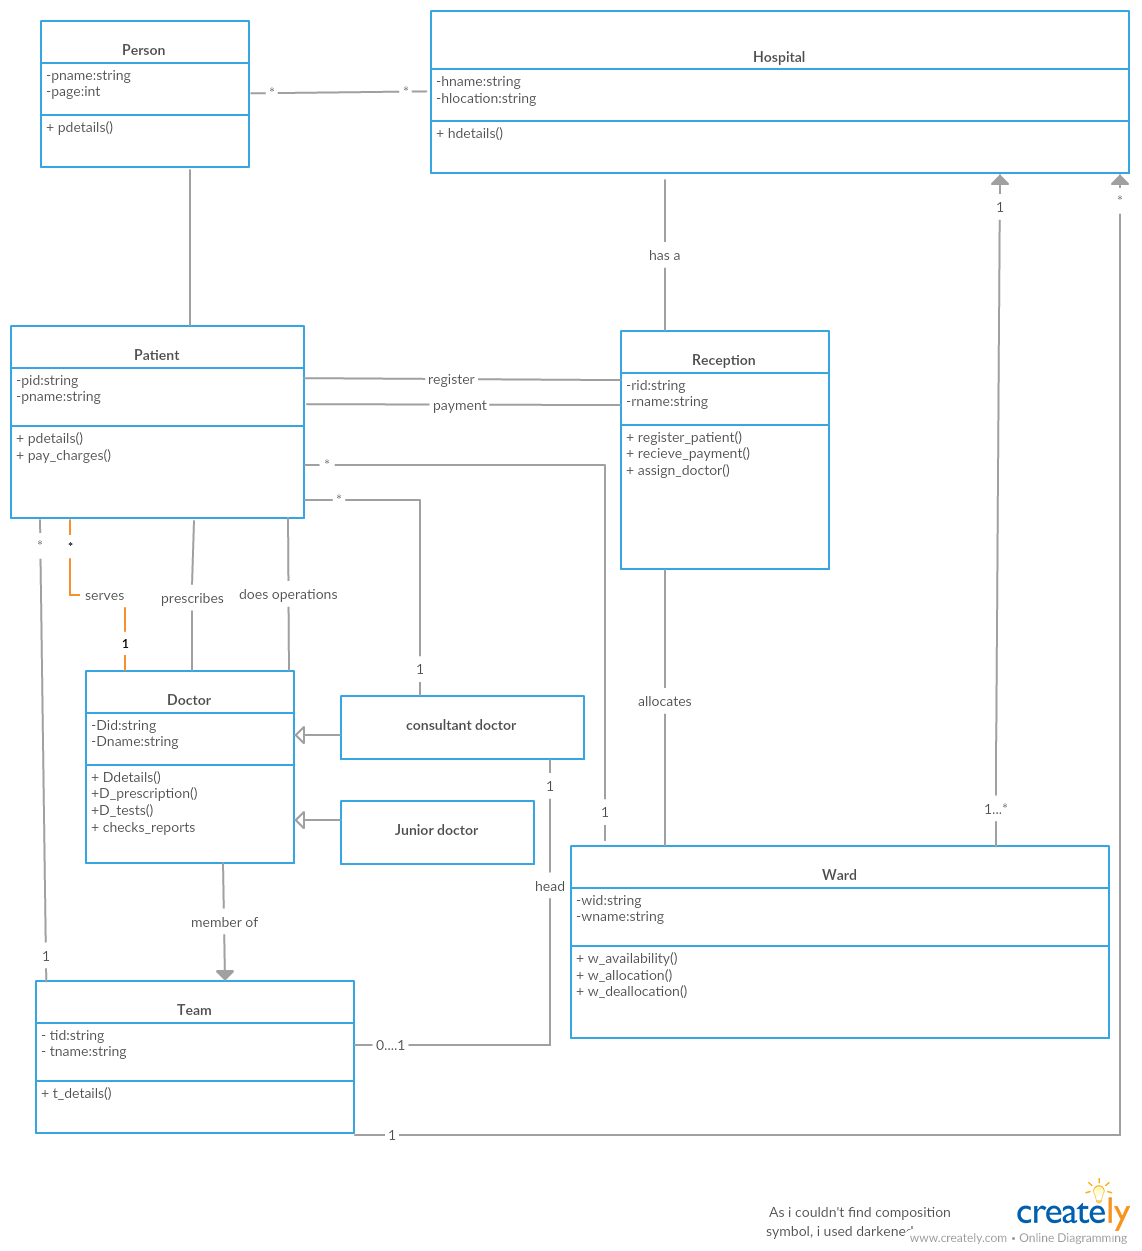 Person
-pname:string
-page:int
+ pdetails()
*
*
Hospital
-hname:string
-hlocation:string
+ hdetails()
1
*
has a
Patient
-pid:string
-pname:string
+ pdetails()
+ pay_charges()
register
payment
Reception
-rid:string
-rname:string
+ register_patient()
+ recieve_payment()
+ assign_doctor()
*
*
*
*
serves
prescribes
does operations
1
1
Doctor
-Did:string
-Dname:string
+ Ddetails()
+D_prescription()
+D_tests()
+ checks_reports
consultant doctor
Junior doctor
allocates
1
1
1...*
head
Ward
-wid:string
-wname:string
+ w_availability()
+ w_allocation()
+ w_deallocation()
member of
1
Team
- tid:string
- tname:string
+ t_details()
0....1
1
As i couldn't find composition
symbol, i used darkened
creately
www.creately.com • Online Diagramming